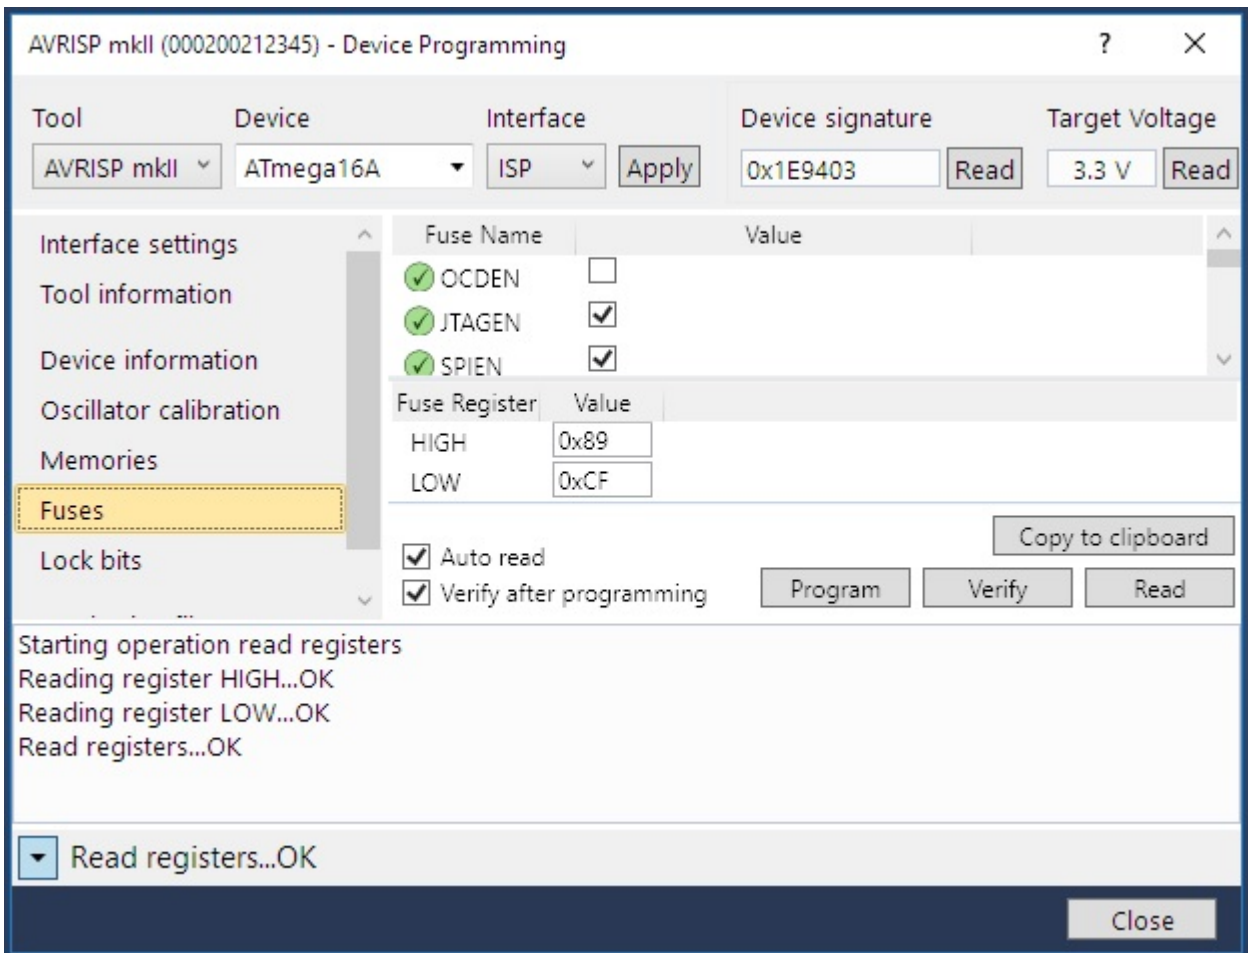 AVRISP mkII (000200212345) - Device Programming ?
Tool Device Interface Device signature Target Voltage
AVRISP mkII ATmega16A ISP Apply 0x1E9403 Read 3.3 V Read
Interface settings
Tool information
Device information
Oscillator calibration
Memories
Fuses
Lock bits
Fuse Name Value
OCDEN
JTAGEN
SPIEN
Fuse Register Value
HIGH 0x89
LOW 0xCF
Copy to clipboard
Auto read
Verify after programming Program Verify Read
Starting operation read registers
Reading register HIGH...OK
Reading register LOW...OK
Read registers...OK
Read registers...OK
Close